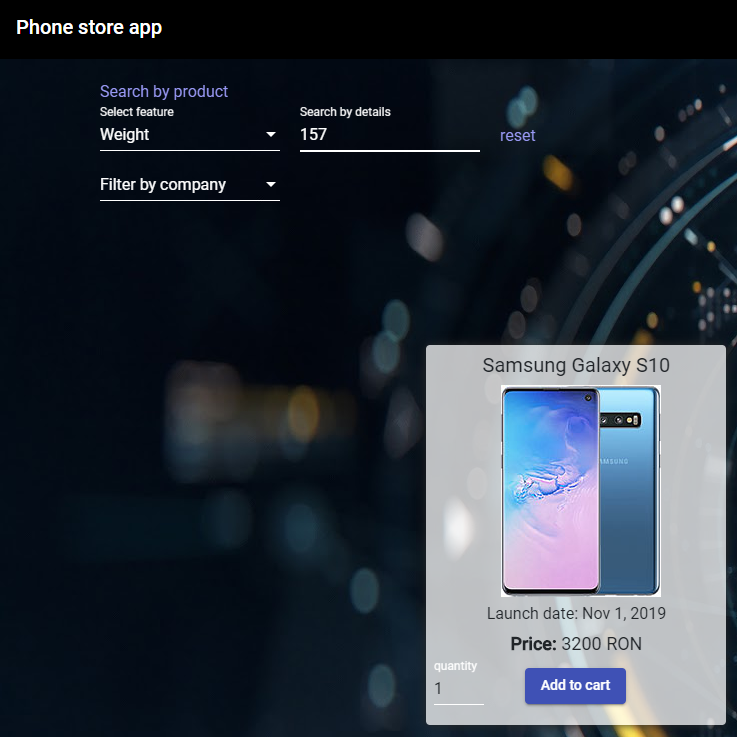 Phone store app
Search by product
Select feature
Search by details
Weight
157
reset
Filter by company
Samsung Galaxy S10
SAMSUNG
Launch date: Nov 1, 2019
Price: 3200 RON
quantity
1
Add to cart